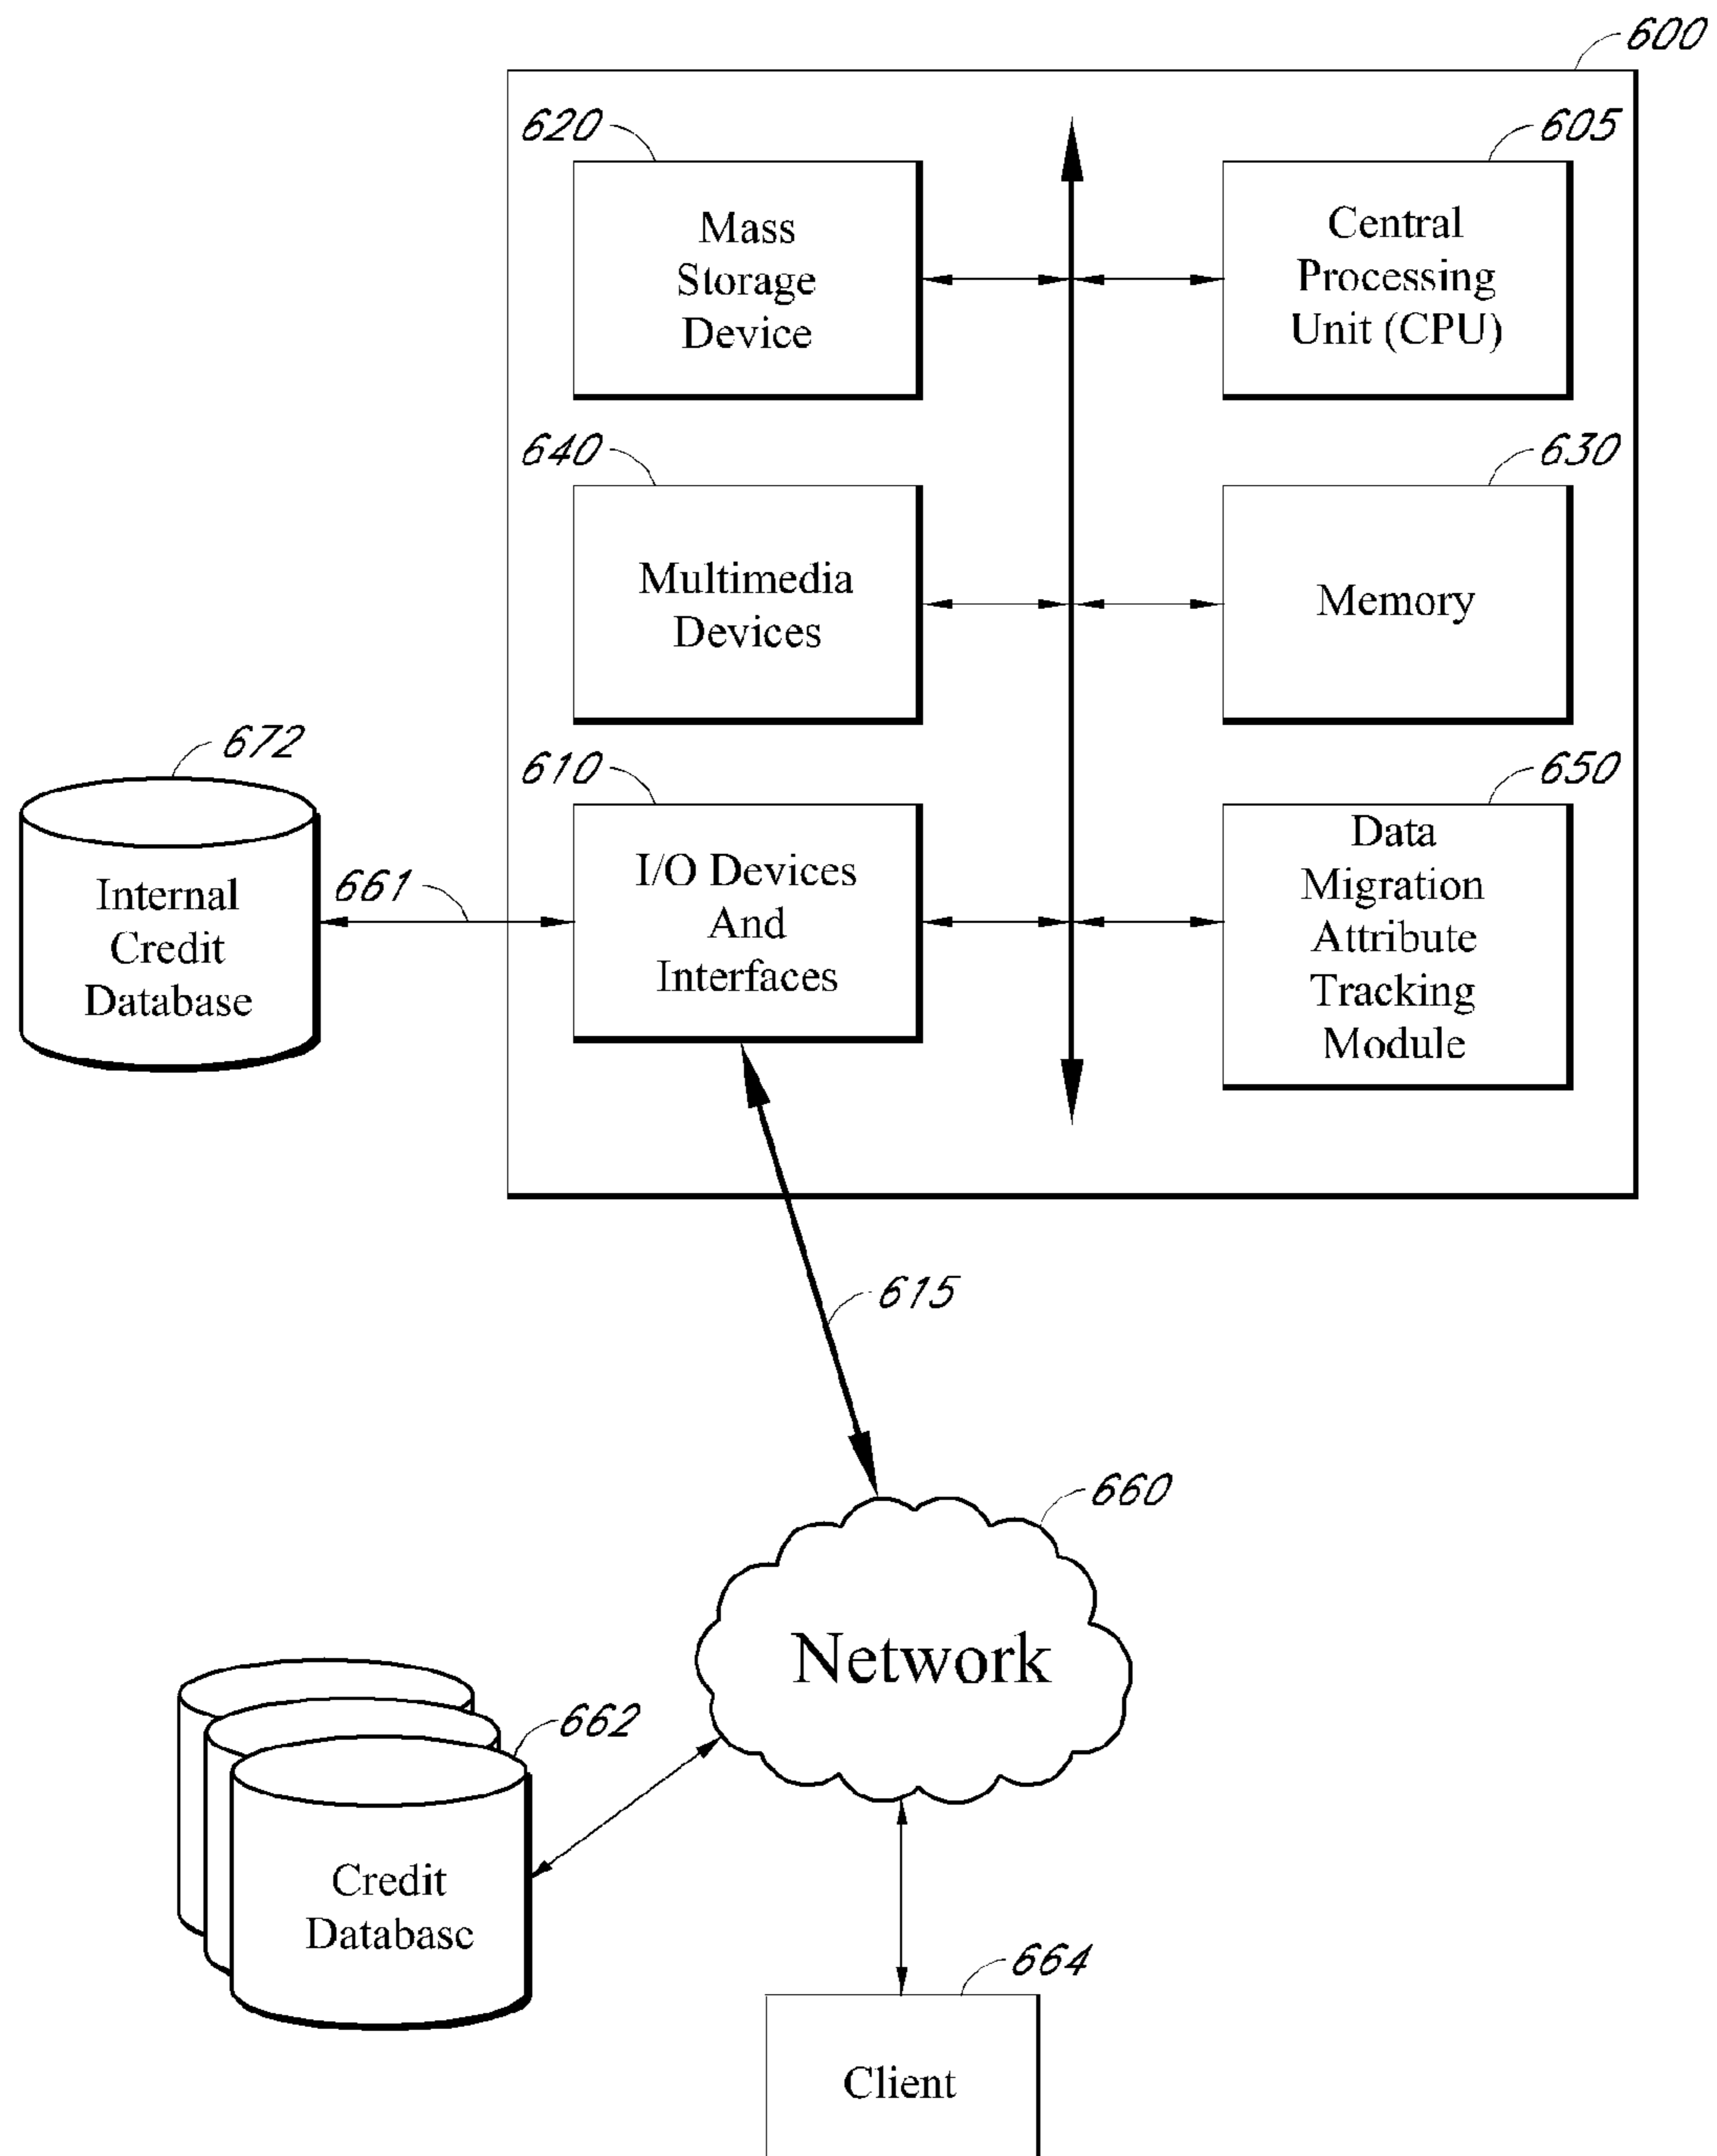 600
620
605
Mass
Storage
Device
Central
Processing
Unit (CPU)
640
630
Multimedia
Devices
Memory
672
610
650
Internal
Credit
Database
661
I/O Devices
And
Interfaces
Data
Migration
Attribute
Tracking
Module
615
660
Network
662
Credit
Database
664
Client